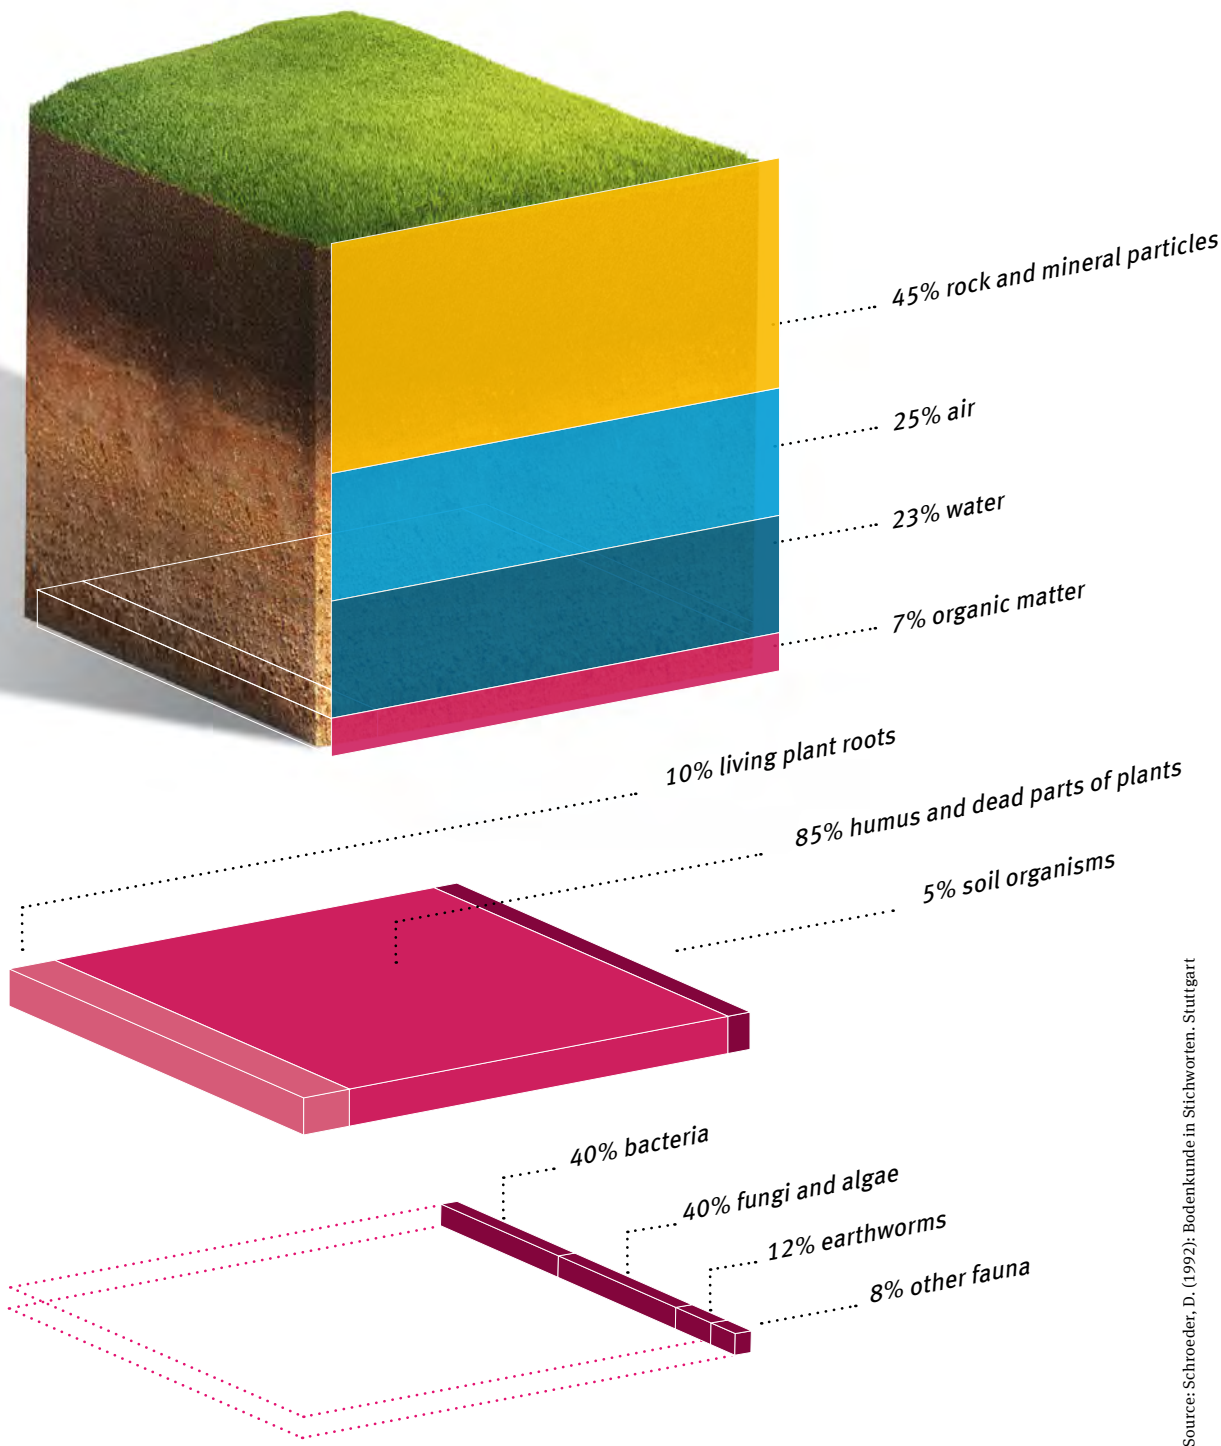 45% rock and mineral particles
25% air
23% water
7% organic matter
10% living plant roots
85% humus and dead parts of plants
5% soil organisms
40% bacteria
40% fungi and algae
12% earthworms
8% other fauna
Source: Schroeder, D. (1992): Bodenkunde in Stichworten. Stuttgart